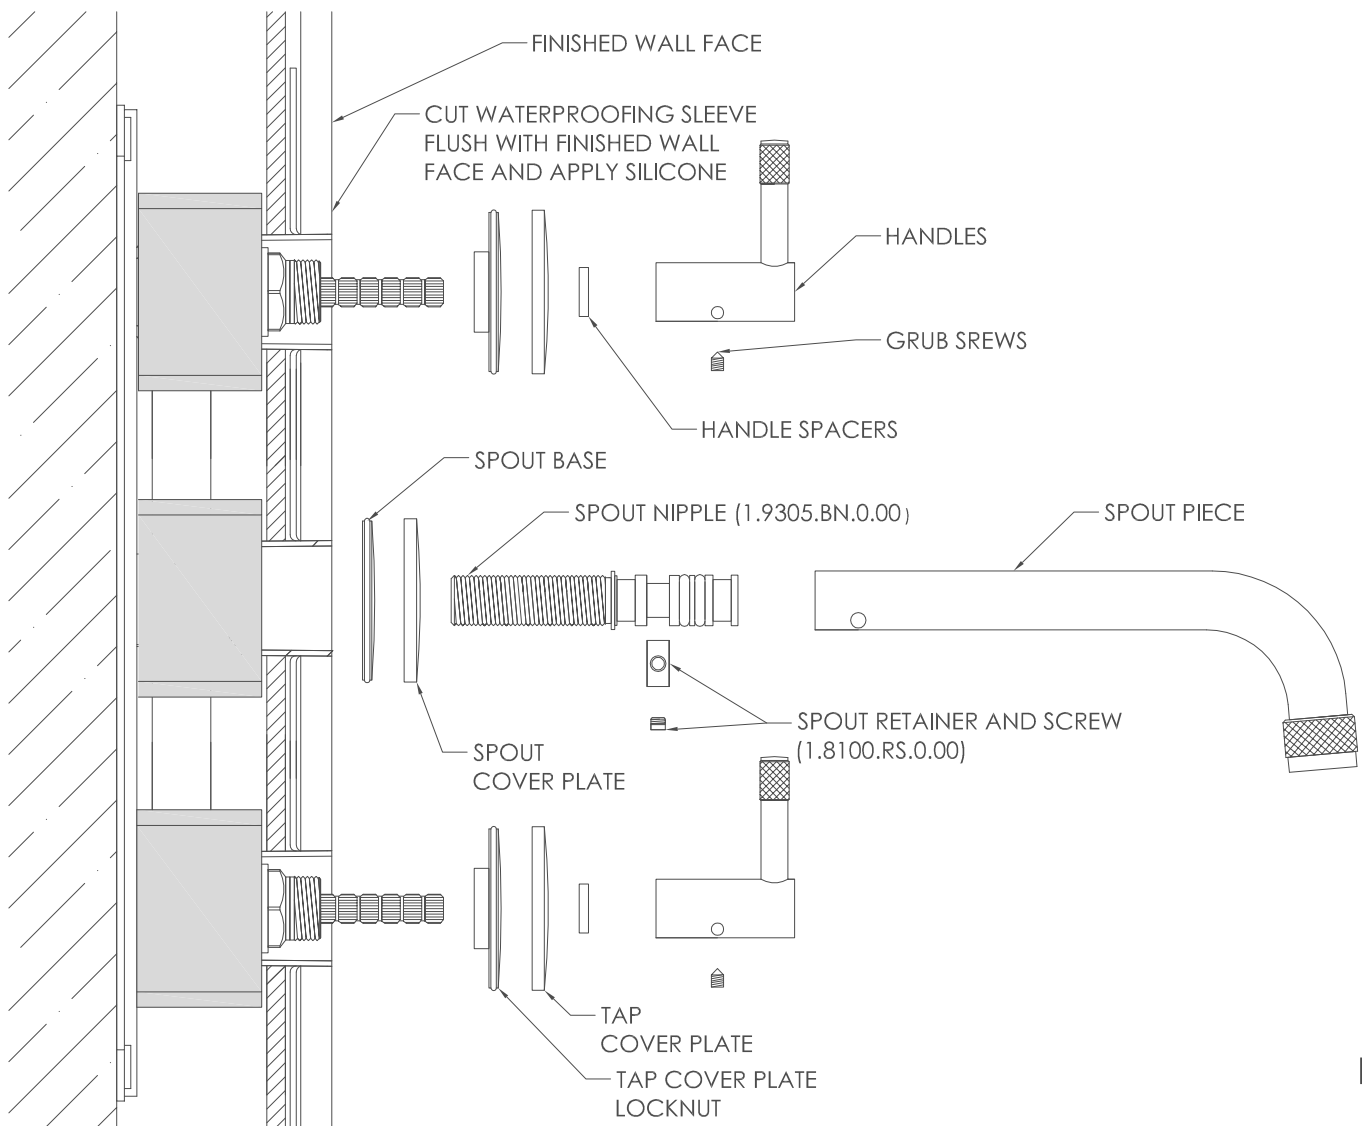 FINISHED WALL FACE
CUT WATERPROOFING SLEEVE
FLUSH WITH FINISHED WALL
FACE AND APPLY SILICONE
HANDLES
GRUB SREWS
HANDLE SPACERS
SPOUT BASE
SPOUT NIPPLE (1.9305.BN.0.00)
SPOUT PIECE
SPOUT RETAINER AND SCREW
(1.8100.RS.0.00)
SPOUT
COVER PLATE
TAP
COVER PLATE
TAP COVER PLATE
LOCKNUT